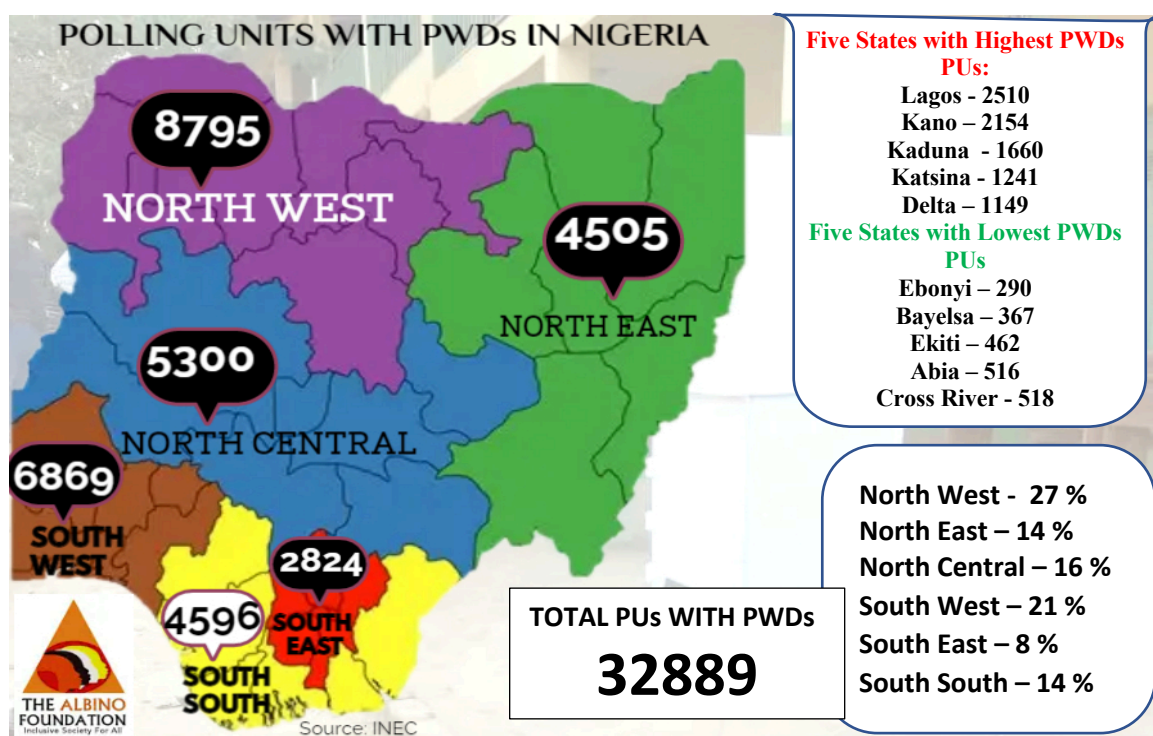 POLLING UNITS WITH PWDs IN NIGERIA
8795
NORTH WEST
4505
NORTH EAST
5300
NORTH CENTRAL
6869
SOUTH
WEST
2824
SOUTH
EAST
4596
SOUTH
SOUTH
THE ALBINO
FOUNDATION
Inclusive Society For All
Source: INEC
TOTAL PUs WITH PWDs
32889
Five States with Highest PWDs
PUs:
Lagos - 2510
Kano – 2154
Kaduna - 1660
Katsina - 1241
Delta – 1149
Five States with Lowest PWDs
PUs
Ebonyi – 290
Bayelsa – 367
Ekiti – 462
Abia – 516
Cross River - 518
North West - 27 %
North East – 14 %
North Central – 16 %
South West – 21 %
South East – 8 %
South South – 14 %